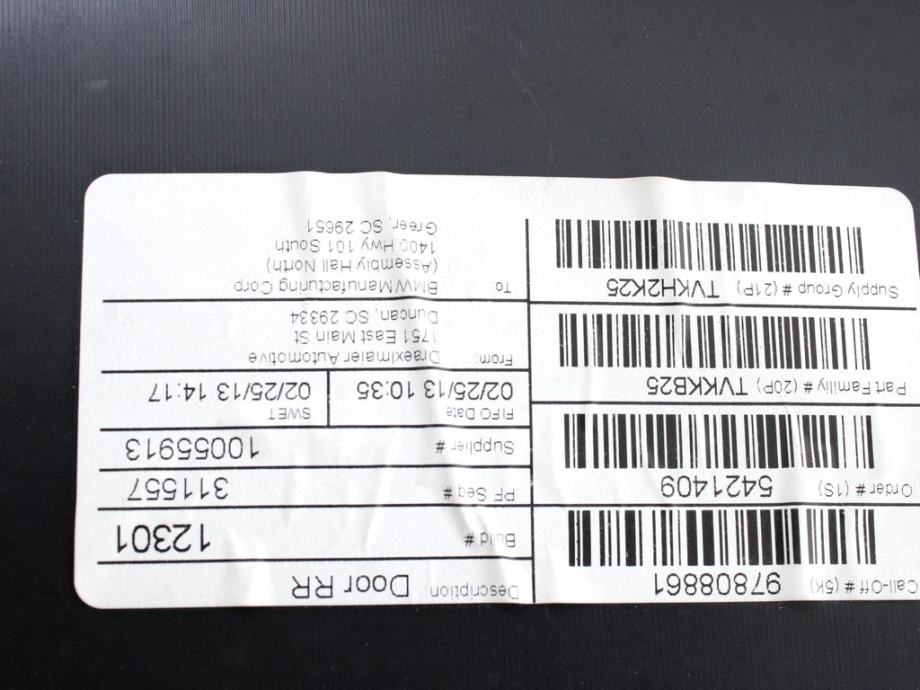 Call-Off # (5K) 97808861
Order # (1S) 5421409
Part Familiy # (20P) TVKKB25
Supply Group # (21P) TVKH2K25
Description: Door RR
Build # 12301
PF Seq # 311557
Supplier # 10055913
FIFO Date
02/25/13 10:35
SWET
02/25/13 14:17
From: Draexlmaier Automotive
1751 East Main St
Duncan, SC 29334
To: BMW Manufacturing Corp.
(Assembly Hall North)
1400 Hwy 101 South
Greer, SC 29651